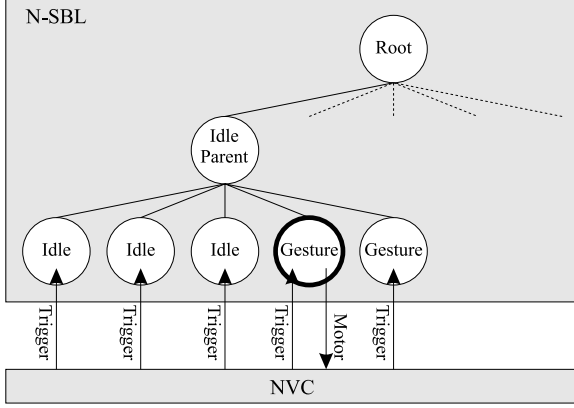 N-SBL
Root
Idle
Parent
Idle
Idle
Idle
Gesture
Gesture
Trigger
Trigger
Trigger
Trigger
Motor
Trigger
NVC